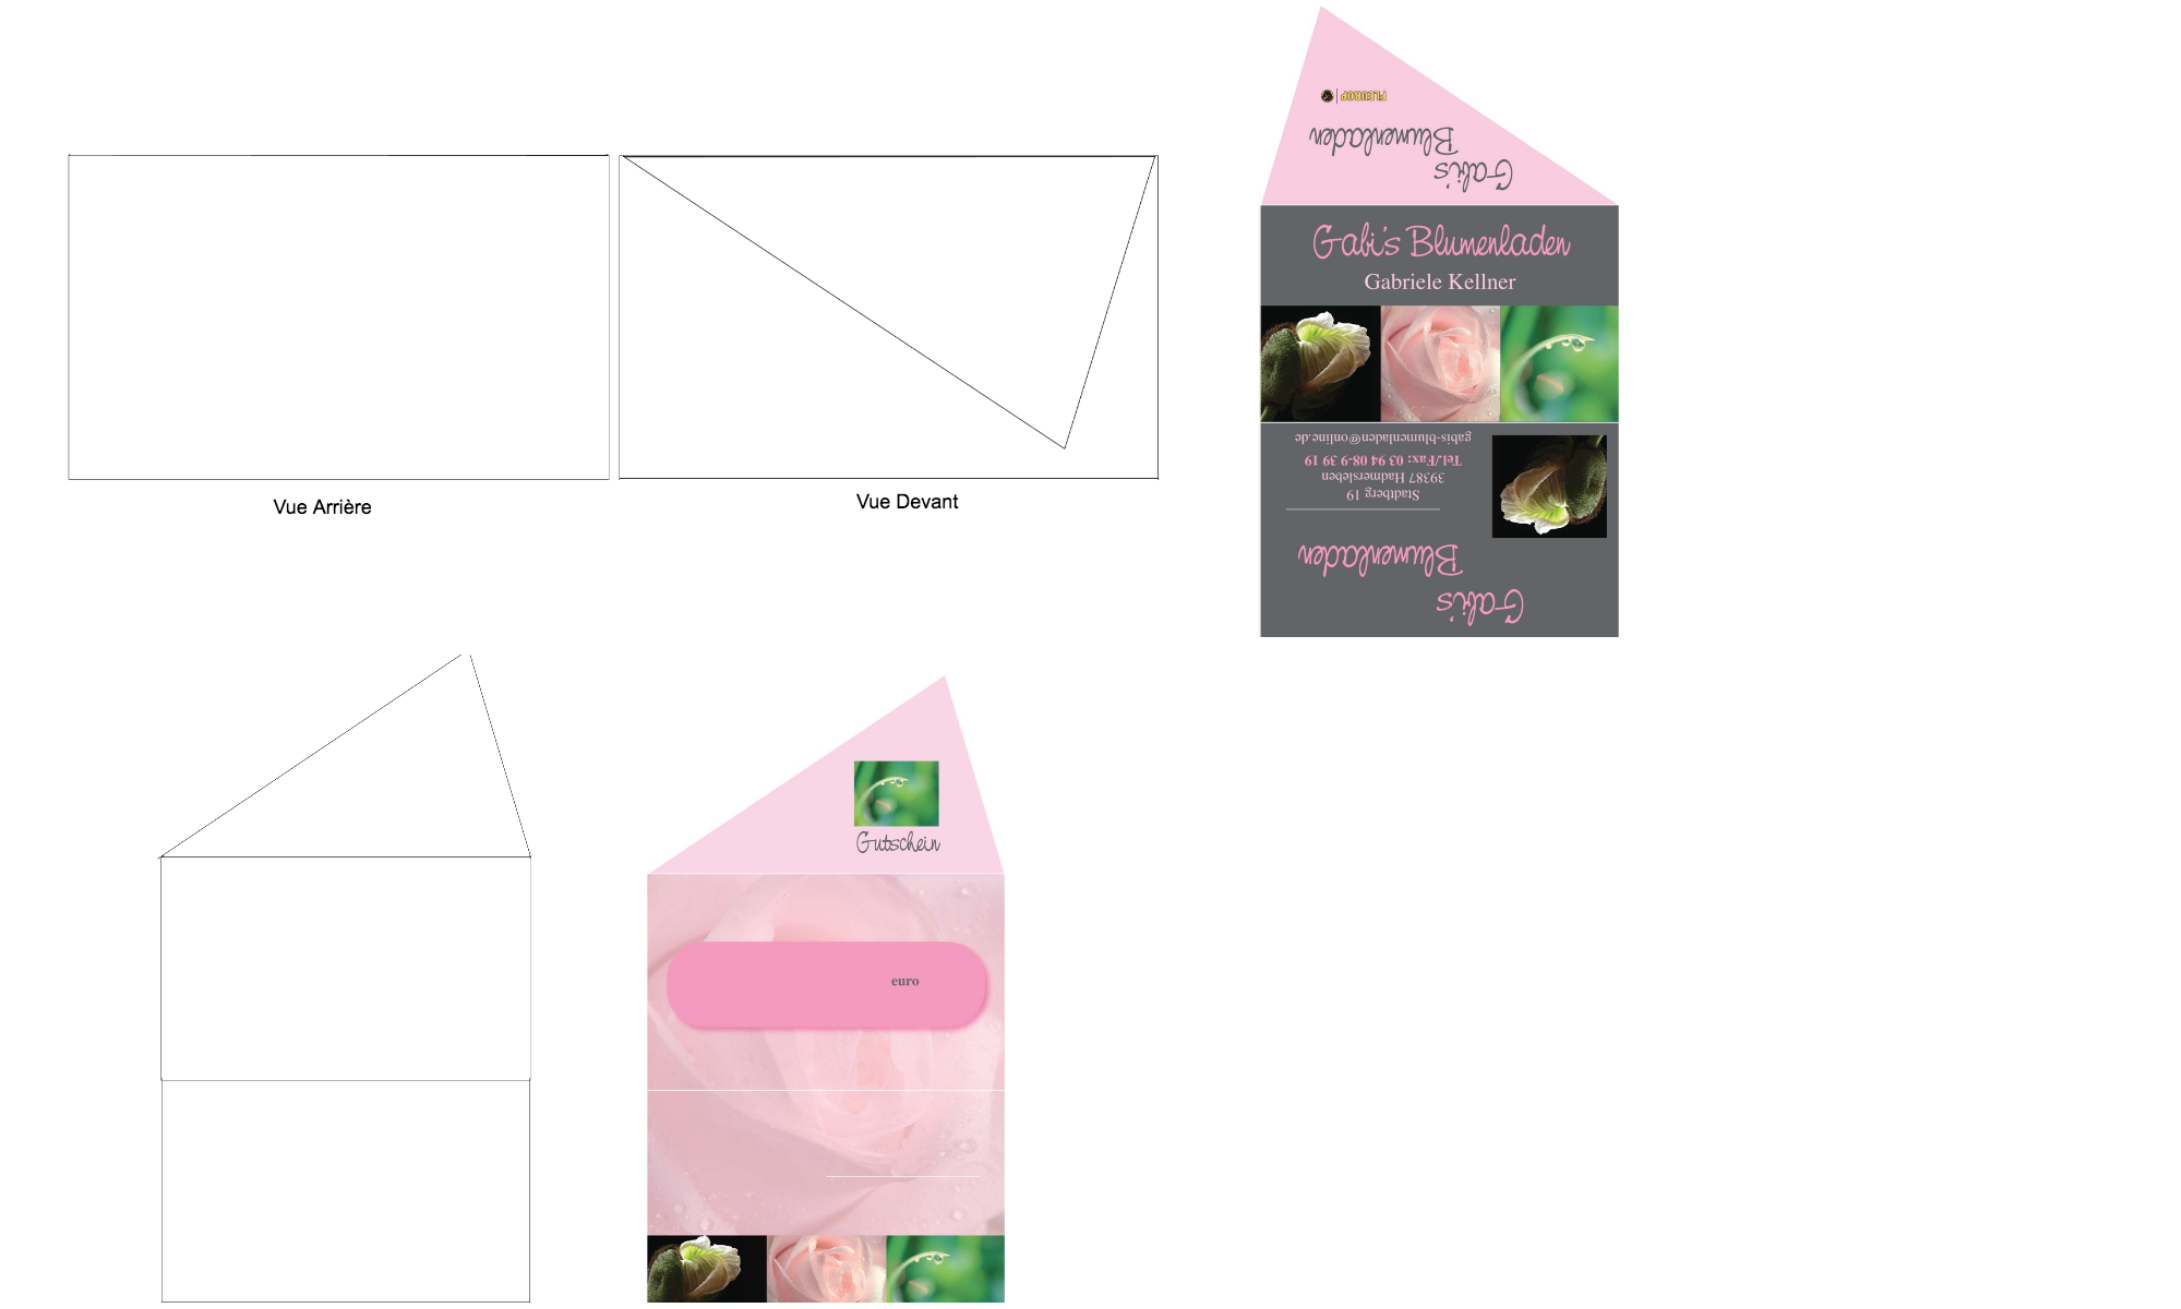 Vue Arrière
Vue Devant
FLEUROP
Gabi's
Blumenladen
Gabi's Blumenladen
Gabriele Kellner
Gabi's
Blumenladen
Stadtberg 19
39387 Hadmersleben
Tel./Fax: 03 94 08-9 39 19
gabis-blumenladen@online.de
Gutschein
euro